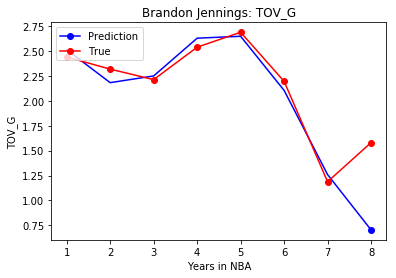 Brandon Jennings: TOV_G
Prediction
True
TOV_G
2.75
2.50
2.25
2.00
1.75
1.50
1.25
1.00
0.75
1 2 3 4 5 6 7 8
Years in NBA